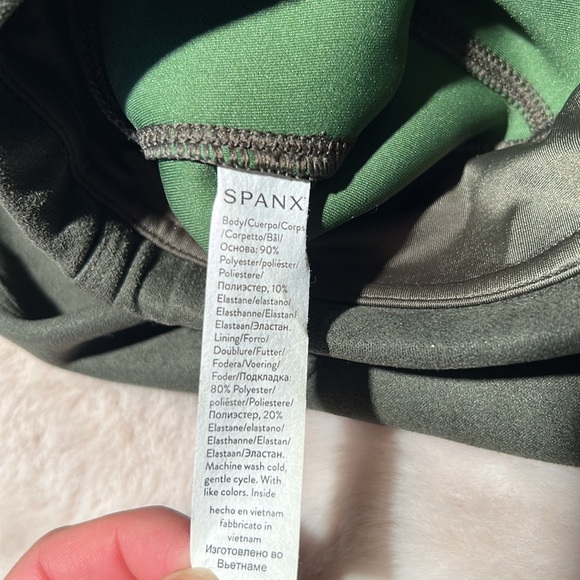 SPANX
Body/Cuerpo/Corps
/Corpetto/Bål/
Основа: 90%
Polyester/poliéster/
Poliestere/
Полиэстер, 10%
Elastane/elastano/
Elasthanne/Elastan/
Elastaan/Эластан.
Lining/Forro/
Doublure/Futter/
Fodera/Voering/
Foder/Подкладка:
80% Polyester/
poliéster/Poliestere/
Полиэстер, 20%
Elastane/elastano/
Elasthanne/Elastan/
Elastaan/Эластан.
Machine wash cold,
gentle cycle. With
like colors. Inside
hecho en vietnam
fabbricato in
vietnam
Изготовлено во
Вьетнаме